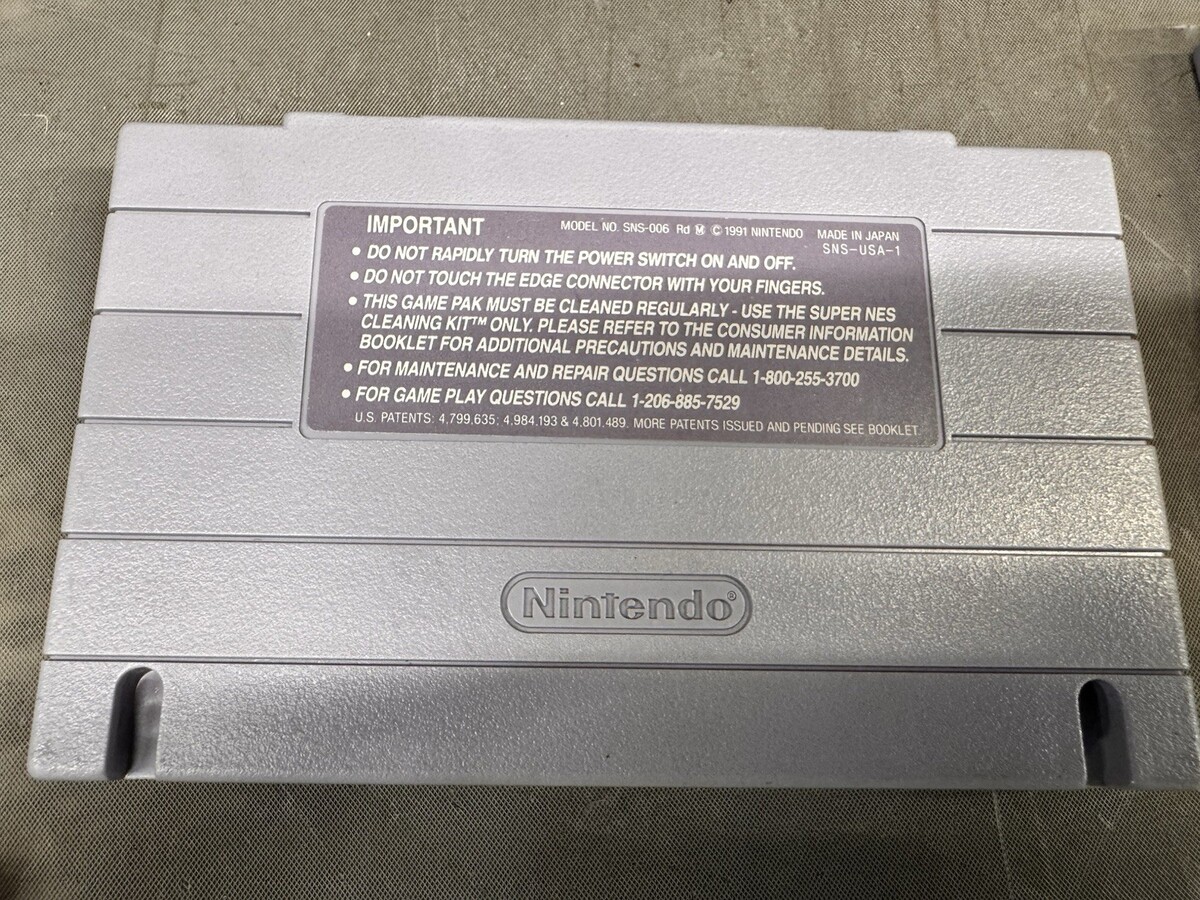 IMPORTANT MODEL NO. SNS-006 Rd Ⓜ © 1991 NINTENDO MADE IN JAPAN
SNS-USA-1
• DO NOT RAPIDLY TURN THE POWER SWITCH ON AND OFF.
• DO NOT TOUCH THE EDGE CONNECTOR WITH YOUR FINGERS.
• THIS GAME PAK MUST BE CLEANED REGULARLY - USE THE SUPER NES
CLEANING KIT™ ONLY. PLEASE REFER TO THE CONSUMER INFORMATION
BOOKLET FOR ADDITIONAL PRECAUTIONS AND MAINTENANCE DETAILS.
• FOR MAINTENANCE AND REPAIR QUESTIONS CALL 1-800-255-3700
• FOR GAME PLAY QUESTIONS CALL 1-206-885-7529
U.S. PATENTS: 4,799,635; 4,984,193 & 4,801,489. MORE PATENTS ISSUED AND PENDING SEE BOOKLET
Nintendo®